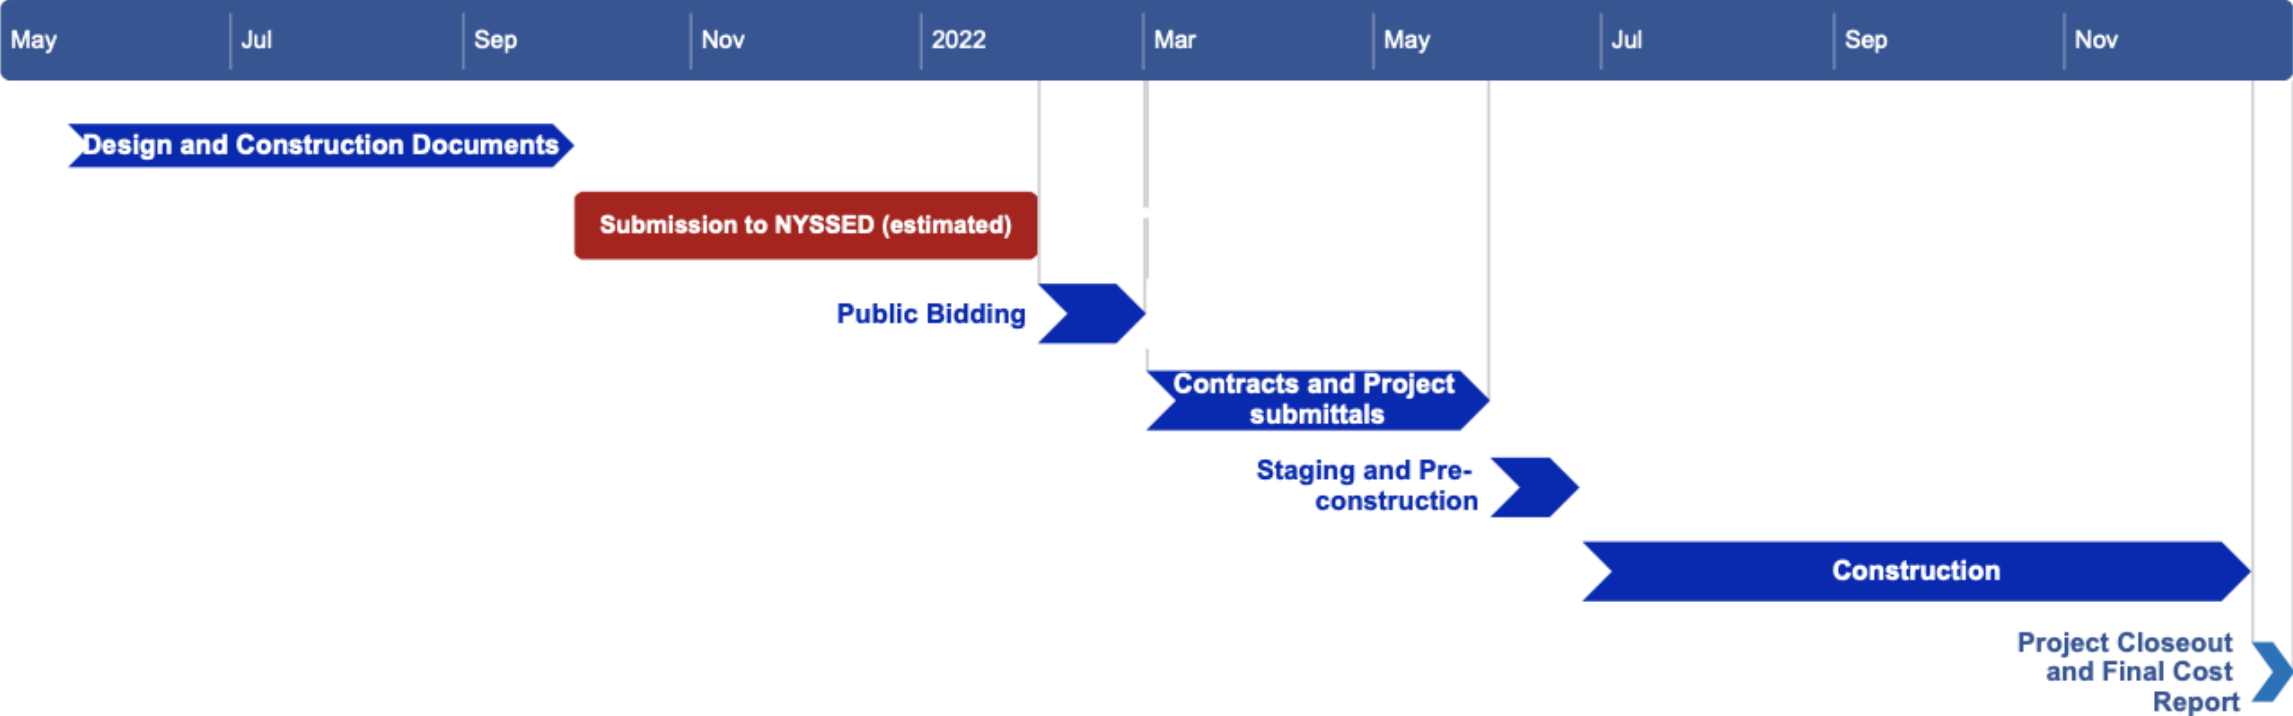 May Jul Sep Nov 2022 Mar May Jul Sep Nov
Design and Construction Documents
Submission to NYSSED (estimated)
Public Bidding
Contracts and Project
submittals
Staging and Pre-
construction
Construction
Project Closeout
and Final Cost
Report